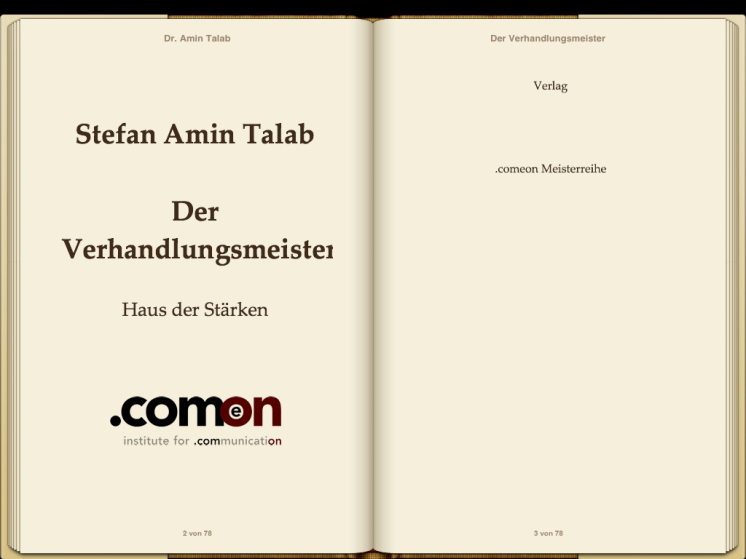 Dr. Amin Talab
Stefan Amin Talab
Der
Verhandlungsmeister
Haus der Stärken
.comeon
institute for .communication
2 von 78
Der Verhandlungsmeister
Verlag
.comeon Meisterreihe
3 von 78